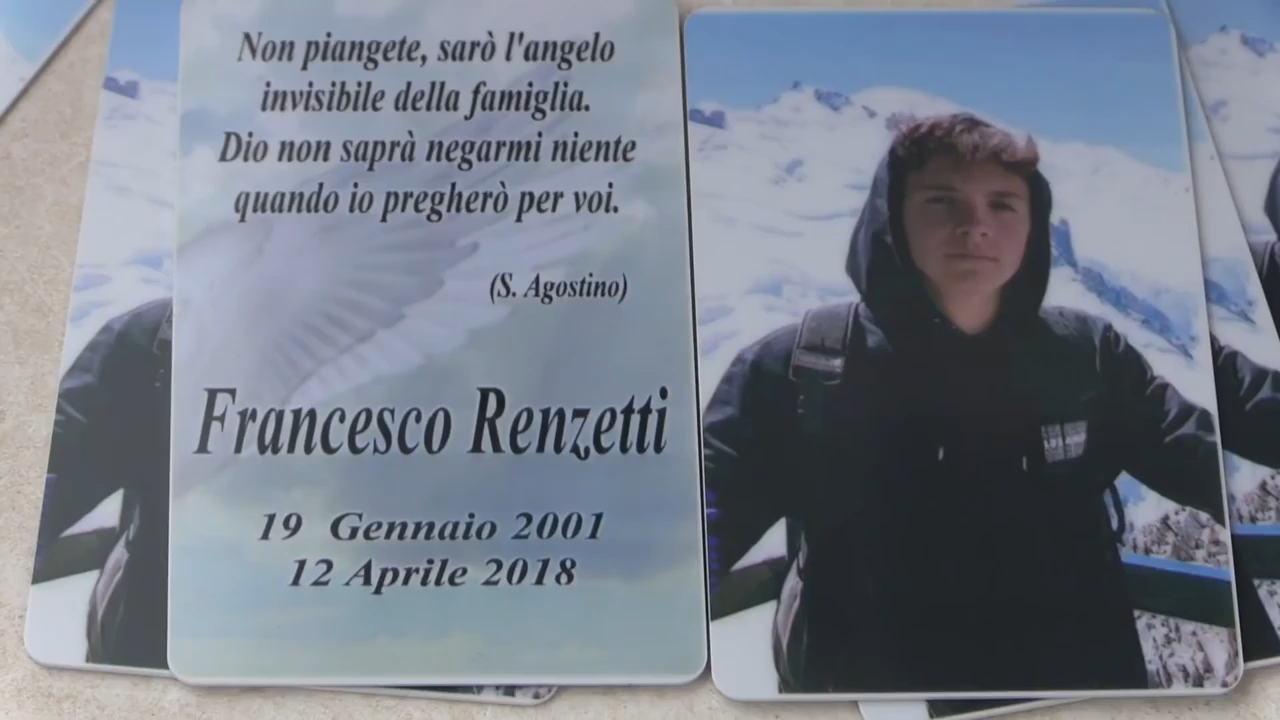 Non piangete, sarò l'angelo
invisibile della famiglia.
Dio non saprà negarmi niente
quando io pregherò per voi.
(S. Agostino)
Francesco Renzetti
19 Gennaio 2001
12 Aprile 2018